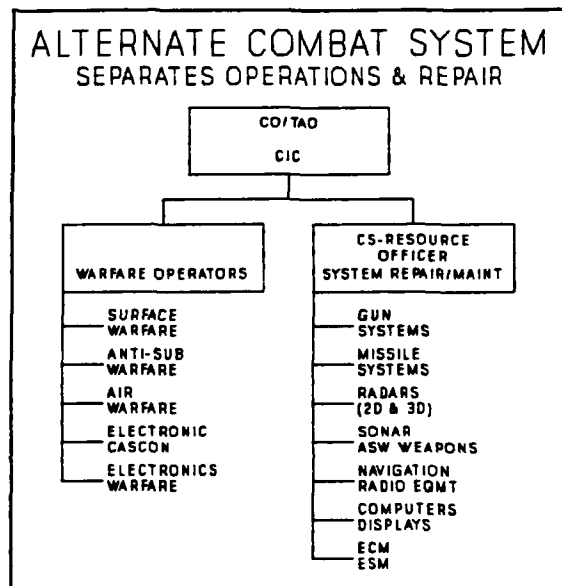 ALTERNATE COMBAT SYSTEM
SEPARATES OPERATIONS & REPAIR
CO/TAO
CIC
WARFARE OPERATORS
SURFACE
WARFARE
ANTI-SUB
WARFARE
AIR
WARFARE
ELECTRONIC
CASCON
ELECTRONICS
WARFARE
CS-RESOURCE
OFFICER
SYSTEM REPAIR/MAINT
GUN
SYSTEMS
MISSILE
SYSTEMS
RADARS
(2D & 3D)
SONAR
ASW WEAPONS
NAVIGATION
RADIO EQMT
COMPUTERS
DISPLAYS
ECM
ESM